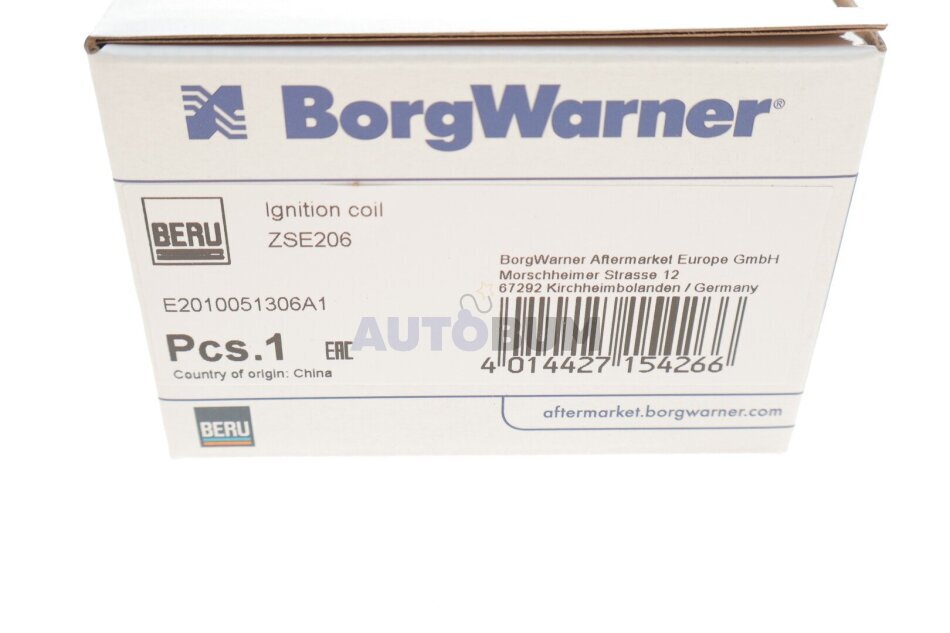 BorgWarner®
BERU
Ignition coil
ZSE206
BorgWarner Aftermarket Europe GmbH
Morschheimer Strasse 12
67292 Kirchheimbolanden / Germany
E2010051306A1
AUTOBUM
Pcs.1 EAC
4 014427 154266
Country of origin: China
BERU
aftermarket.borgwarner.com